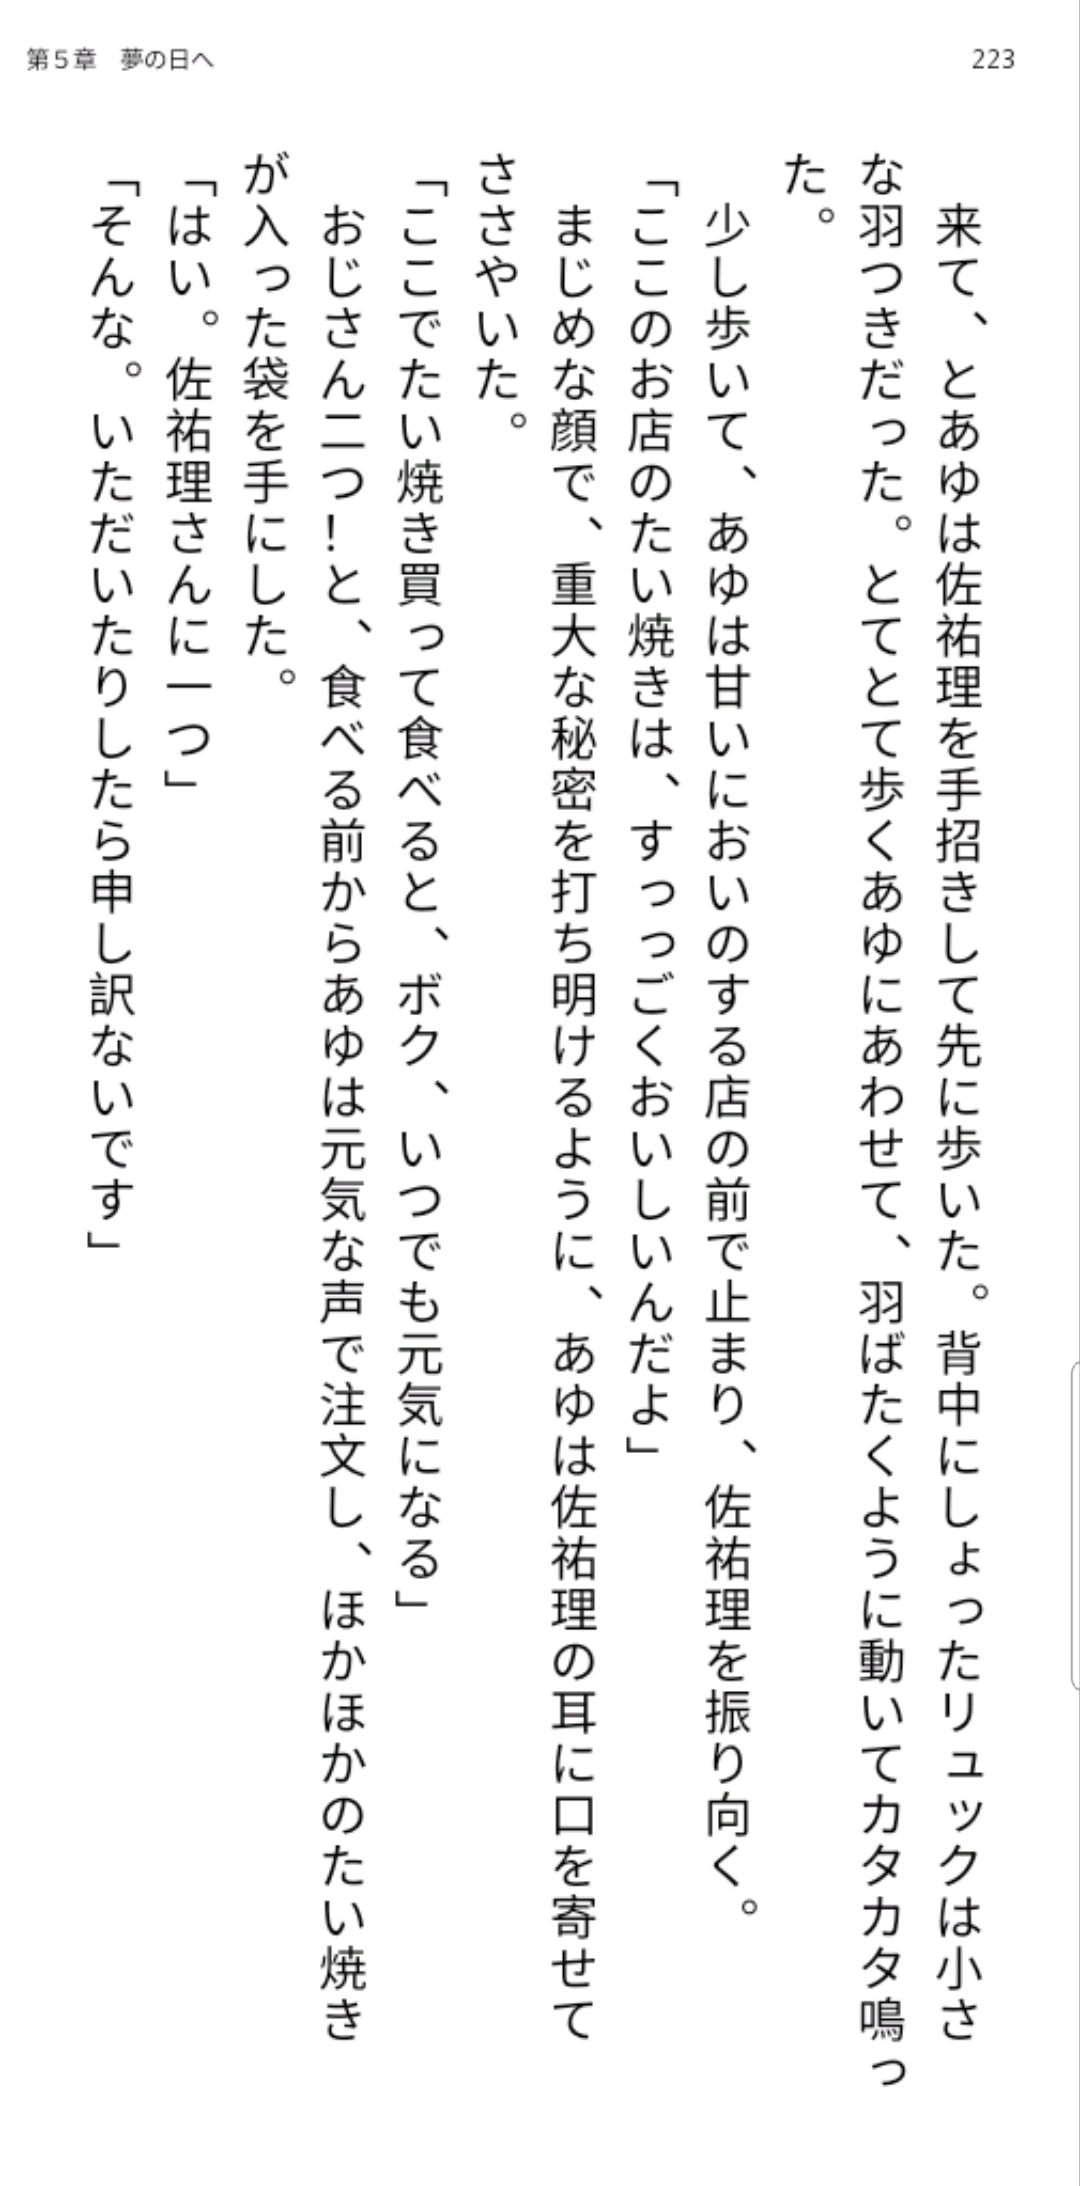 第5章　夢の日へ
223
　来て、とあゆは佐祐理を手招きして先に歩いた。背中にしょったリュックは小さ
な羽つきだった。とてとて歩くあゆにあわせて、羽ばたくように動いてカタカタ鳴っ
た。
　少し歩いて、あゆは甘いにおいのする店の前で止まり、佐祐理を振り向く。
「ここのお店のたい焼きは、すっっごくおいしいんだよ」
　まじめな顔で、重大な秘密を打ち明けるように、あゆは佐祐理の耳に口を寄せて
ささやいた。
「ここでたい焼き買って食べると、ボク、いつでも元気になる」
　おじさん二つ！と、食べる前からあゆは元気な声で注文し、ほかほかのたい焼き
が入った袋を手にした。
「はい。佐祐理さんに一つ」
「そんな。いただいたりしたら申し訳ないです」